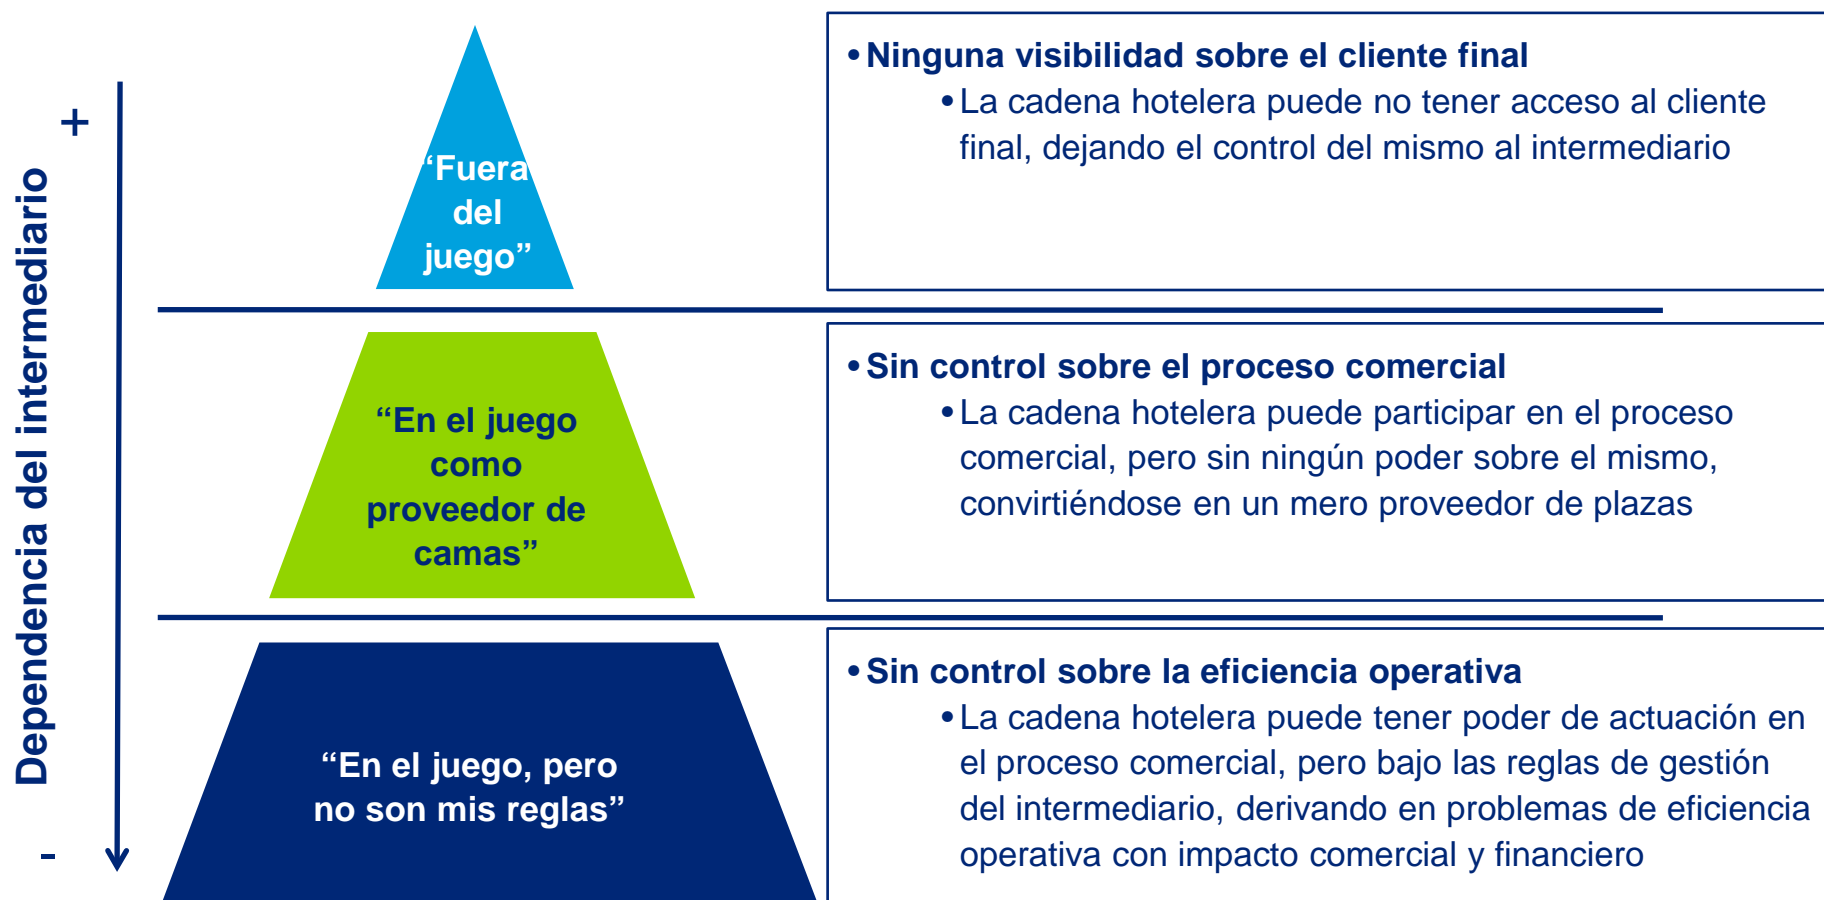 Dependencia del intermediario
+
-
“Fuera
del
juego”
• Ninguna visibilidad sobre el cliente final
• La cadena hotelera puede no tener acceso al cliente
final, dejando el control del mismo al intermediario
“En el juego
como
proveedor de
camas”
• Sin control sobre el proceso comercial
• La cadena hotelera puede participar en el proceso
comercial, pero sin ningún poder sobre el mismo,
convirtiéndose en un mero proveedor de plazas
“En el juego, pero
no son mis reglas”
• Sin control sobre la eficiencia operativa
• La cadena hotelera puede tener poder de actuación en
el proceso comercial, pero bajo las reglas de gestión
del intermediario, derivando en problemas de eficiencia
operativa con impacto comercial y financiero